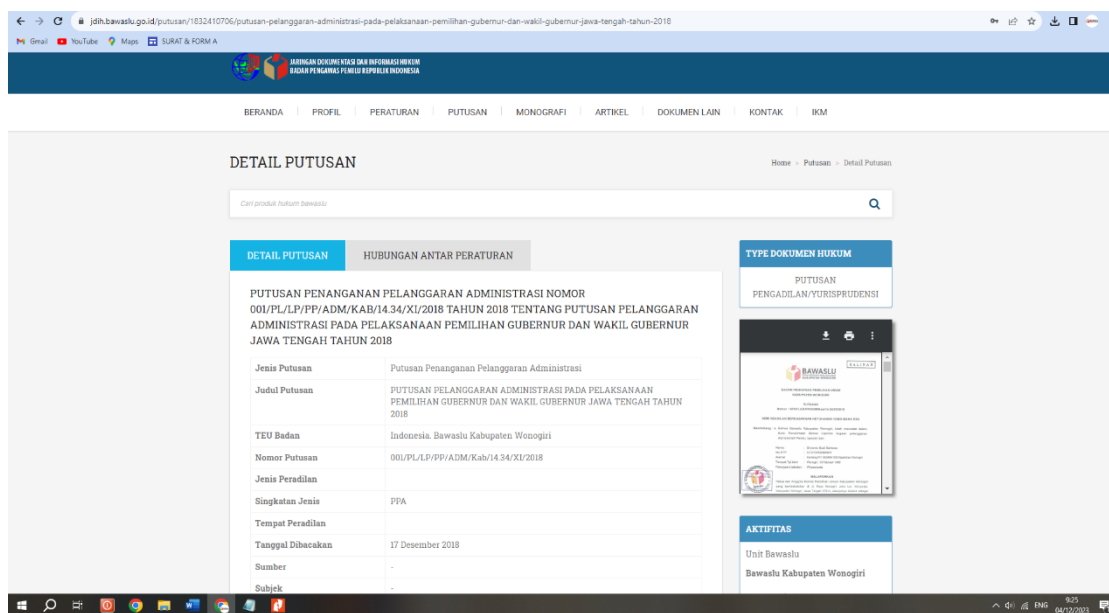 jdih.bawaslu.go.id/putusan/1832410706/putusan-pelanggaran-administrasi-pada-pelaksanaan-pemilihan-gubernur-dan-wakil-gubernur-jawa-tengah-tahun-2018
Gmail YouTube Maps SURAT & FORM A
JARINGAN DOKUMENTASI DAN INFORMASI HUKUM
BADAN PENGAWAS PEMILU REPUBLIK INDONESIA
BERANDA PROFIL PERATURAN PUTUSAN MONOGRAFI ARTIKEL DOKUMEN LAIN KONTAK IKM
DETAIL PUTUSAN
Home > Putusan > Detail Putusan
Cari produk hukum bawaslu
DETAIL PUTUSAN HUBUNGAN ANTAR PERATURAN
PUTUSAN PENANGANAN PELANGGARAN ADMINISTRASI NOMOR
001/PL/LP/PP/ADM/KAB/14.34/XI/2018 TAHUN 2018 TENTANG PUTUSAN PELANGGARAN
ADMINISTRASI PADA PELAKSANAAN PEMILIHAN GUBERNUR DAN WAKIL GUBERNUR
JAWA TENGAH TAHUN 2018
Jenis Putusan Putusan Penanganan Pelanggaran Administrasi
Judul Putusan PUTUSAN PELANGGARAN ADMINISTRASI PADA PELAKSANAAN
PEMILIHAN GUBERNUR DAN WAKIL GUBERNUR JAWA TENGAH TAHUN
2018
TEU Badan Indonesia. Bawaslu Kabupaten Wonogiri
Nomor Putusan 001/PL/LP/PP/ADM/Kab/14.34/XI/2018
Jenis Peradilan
Singkatan Jenis PPA
Tempat Peradilan
Tanggal Dibacakan 17 Desember 2018
Sumber -
Subjek -
TYPE DOKUMEN HUKUM
PUTUSAN
PENGADILAN/YURISPRUDENSI
SALINAN
BAWASLU
PUTUSAN
AKTIFITAS
Unit Bawaslu
Bawaslu Kabupaten Wonogiri
ENG
9:25
04/12/2023